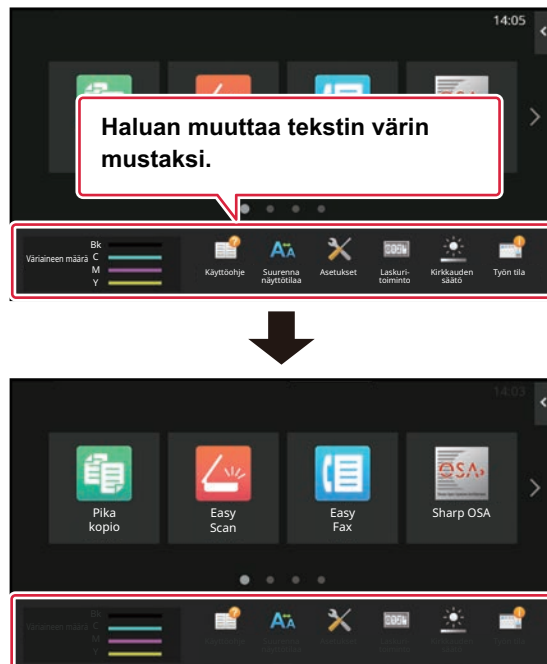 14:05
Haluan muuttaa tekstin värin
mustaksi.
Bk
Väriaineen määrä C
M
Y
Käyttöohje
Suurenna
näyttötilaa
Asetukset
Laskuri-
toiminto
Kirkkauden
säätö
Työn tila
14:03
Pika
kopio
Easy
Scan
Easy
Fax
OSA
Sharp OSA
Bk
Väriaineen määrä C
M
Y